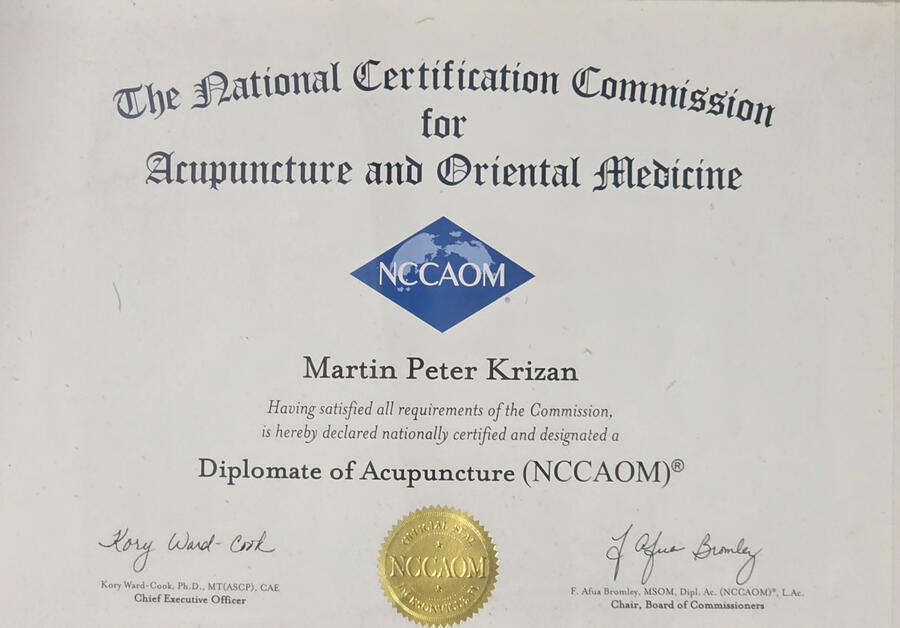 The National Certification Commission
for
Acupuncture and Oriental Medicine
NCCAOM
®
Martin Peter Krizan
Having satisfied all requirements of the Commission,
is hereby declared nationally certified and designated a
Diplomate of Acupuncture (NCCAOM)®
Kory Ward-Cook
F Afua Bromley
OFFICIAL SEAL
NCCAOM
Kory Ward-Cook, Ph.D., MT(ASCP), CAE
Chief Executive Officer
F. Afua Bromley, MSOM, Dipl. Ac. (NCCAOM)®, L.Ac.
Chair, Board of Commissioners